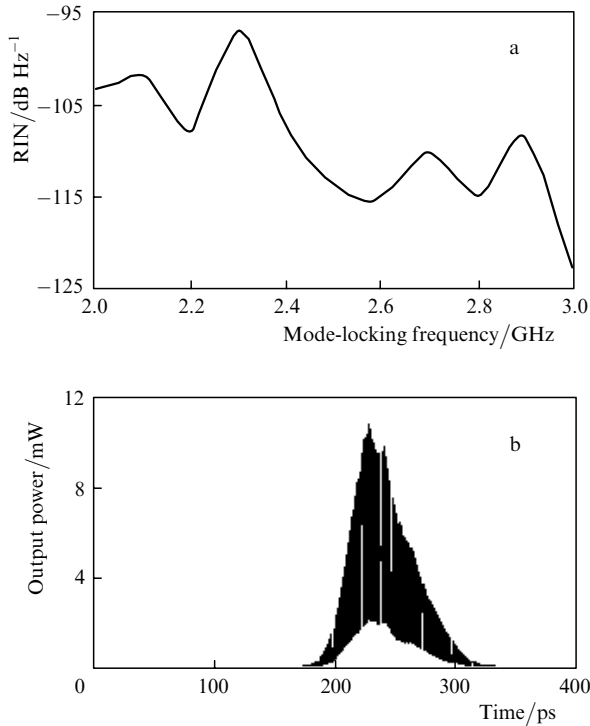 −95
a
RIN/dB Hz⁻¹
−105
−115
−125
2.0 2.2 2.4 2.6 2.8 3.0
Mode-locking frequency/GHz
12
b
Output power/mW
8
4
0 100 200 300 400
Time/ps